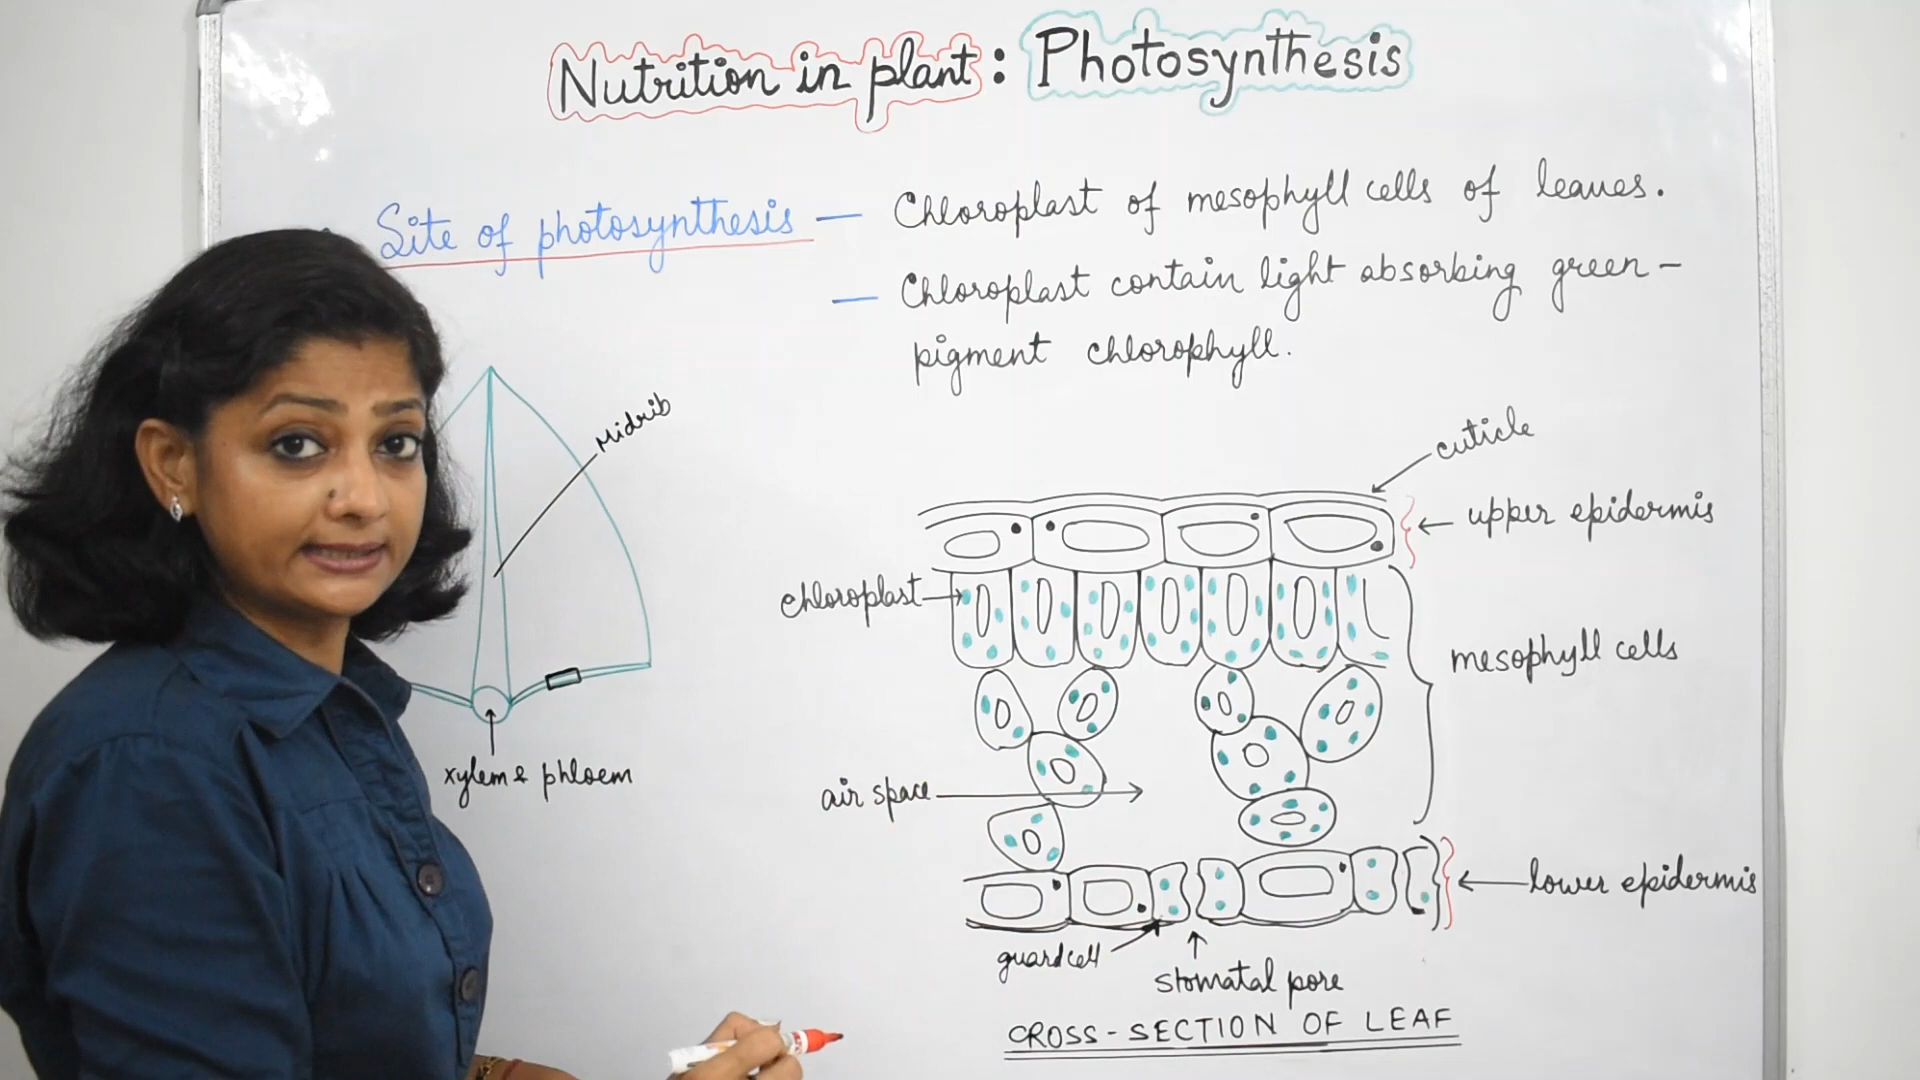 Nutrition in plant: Photosynthesis
Site of photosynthesis — Chloroplast of mesophyll cells of leaves.
— Chloroplast contain light absorbing green-
pigment chlorophyll.
Midrib
xylem & phloem
cuticle
upper epidermis
chloroplast
mesophyll cells
air space
lower epidermis
guard cell
stomatal pore
CROSS-SECTION OF LEAF